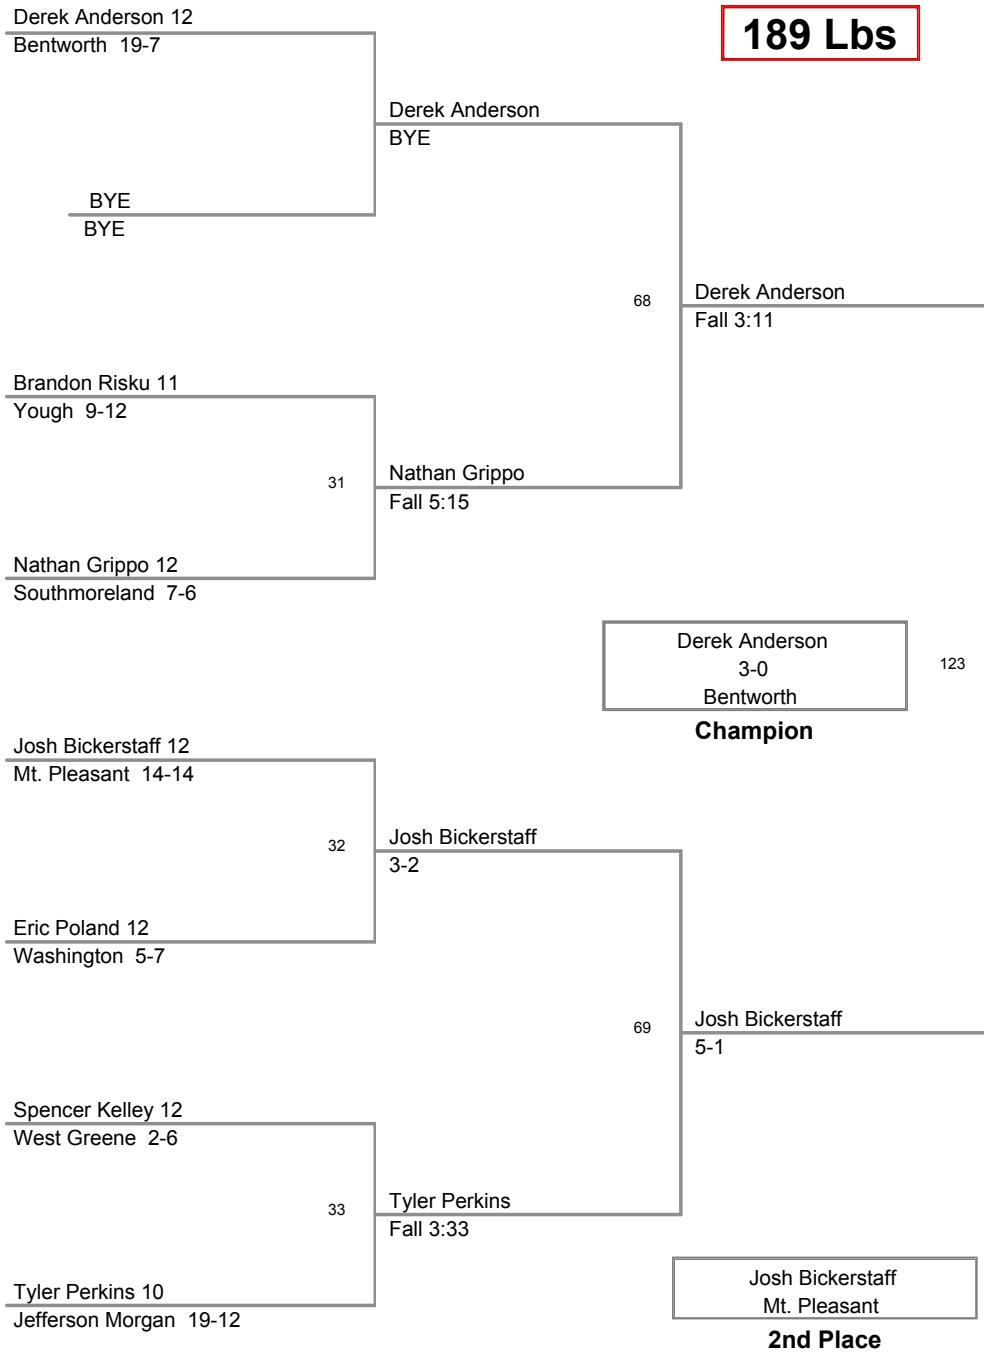 Derek Anderson 12
189 Lbs
Bentworth 19-7
Derek Anderson
BYE
BYE
BYE
68
Derek Anderson
Fall 3:11
Brandon Risku 11
Yough 9-12
31
Nathan Grippo
Fall 5:15
Nathan Grippo 12
Southmoreland 7-6
Derek Anderson
3-0
Bentworth
123
Champion
Josh Bickerstaff 12
Mt. Pleasant 14-14
32
Josh Bickerstaff
3-2
Eric Poland 12
Washington 5-7
69
Josh Bickerstaff
5-1
Spencer Kelley 12
West Greene 2-6
33
Tyler Perkins
Fall 3:33
Tyler Perkins 10
Jefferson Morgan 19-12
Josh Bickerstaff
Mt. Pleasant
2nd Place